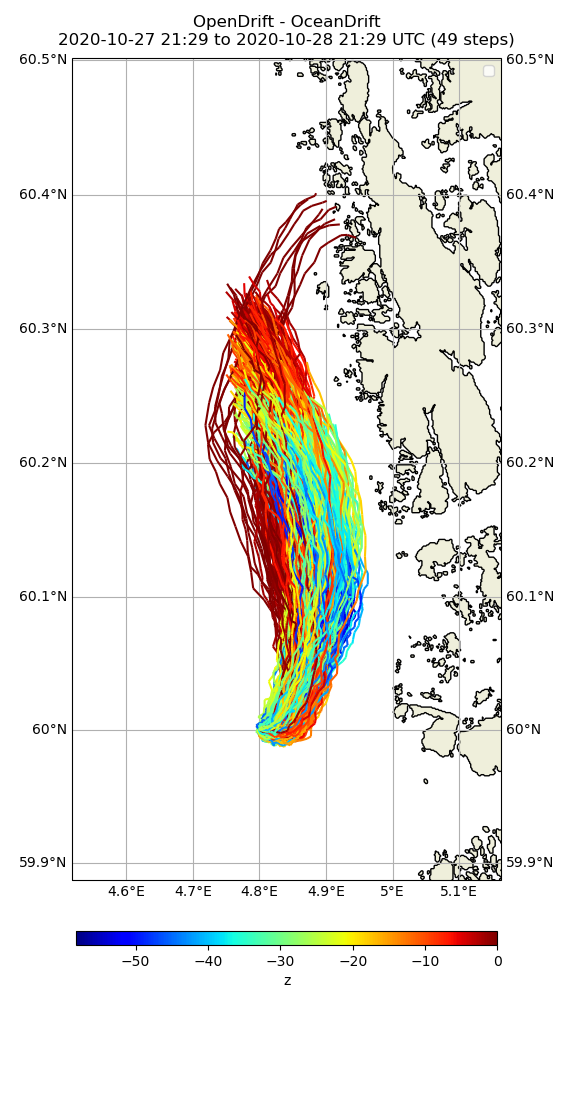 OpenDrift - OceanDrift
2020-10-27 21:29 to 2020-10-28 21:29 UTC (49 steps)
60.5°N 60.5°N
60.4°N 60.4°N
60.3°N 60.3°N
60.2°N 60.2°N
60.1°N 60.1°N
60°N 60°N
59.9°N 59.9°N
4.6°E 4.7°E 4.8°E 4.9°E 5°E 5.1°E
−50 −40 −30 −20 −10 0
z